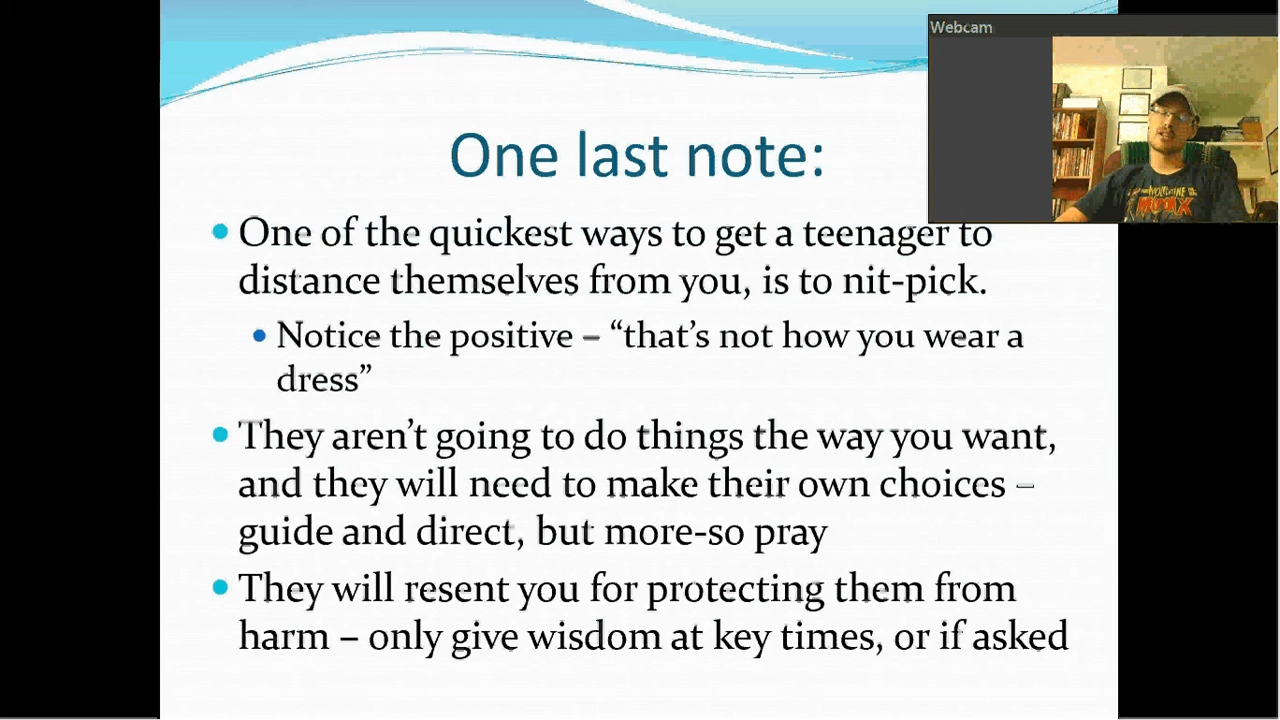 Webcam
One last note:
One of the quickest ways to get a teenager to
distance themselves from you, is to nit-pick.
Notice the positive – “that’s not how you wear a
dress”
They aren’t going to do things the way you want,
and they will need to make their own choices –
guide and direct, but more-so pray
They will resent you for protecting them from
harm – only give wisdom at key times, or if asked